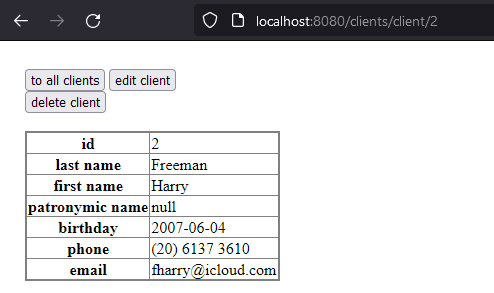 localhost:8080/clients/client/2
to all clients edit client
delete client
id 2
last name Freeman
first name Harry
patronymic name null
birthday 2007-06-04
phone (20) 6137 3610
email fharry@icloud.com